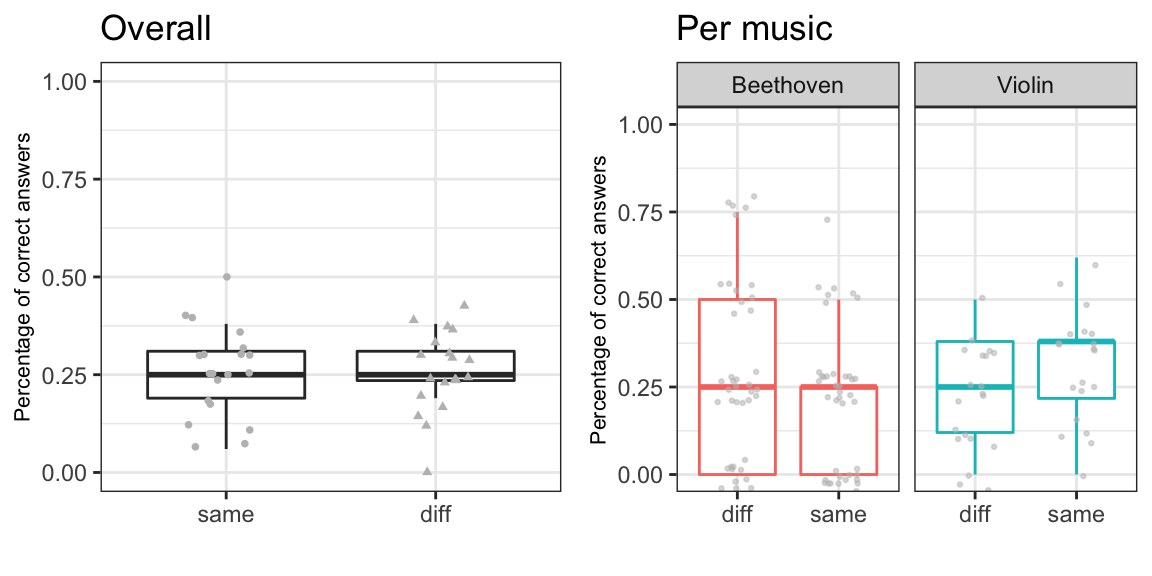 Overall
Percentage of correct answers
1.00
0.75
0.50
0.25
0.00
same diff
Per music
Beethoven Violin
Percentage of correct answers
1.00
0.75
0.50
0.25
0.00
diff same diff same